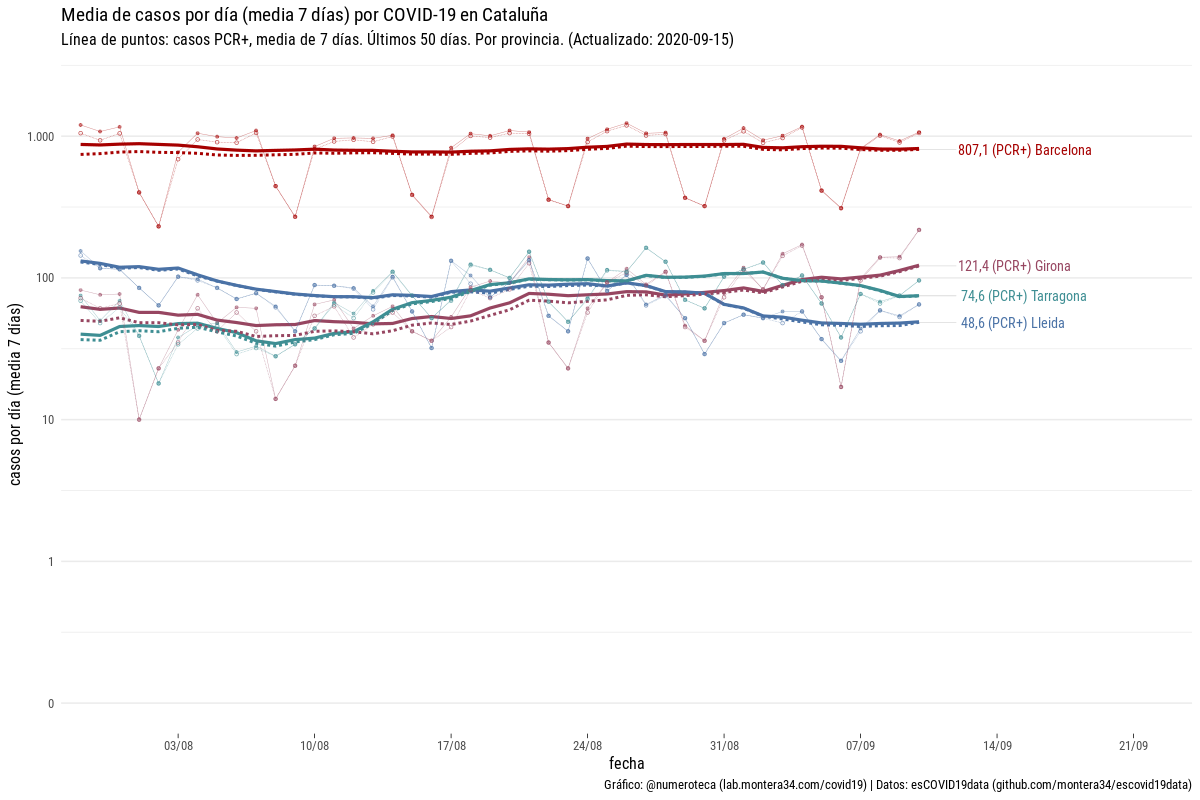 Media de casos por día (media 7 días) por COVID-19 en Cataluña
Línea de puntos: casos PCR+, media de 7 días. Últimos 50 días. Por provincia. (Actualizado: 2020-09-15)
casos por día (media 7 días)
1.000
100
10
1
0
807,1 (PCR+) Barcelona
121,4 (PCR+) Girona
74,6 (PCR+) Tarragona
48,6 (PCR+) Lleida
03/08 10/08 17/08 24/08 31/08 07/09 14/09 21/09
fecha
Gráfico: @numeroteca (lab.montera34.com/covid19) | Datos: esCOVID19data (github.com/montera34/escovid19data)